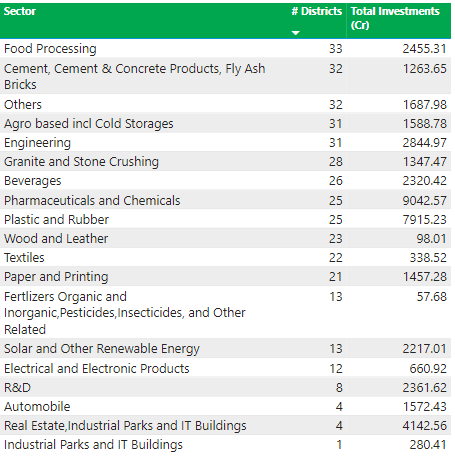 Sector # Districts Total Investments
(Cr)
Food Processing 33 2455.31
Cement, Cement & Concrete Products, Fly Ash 32 1263.65
Bricks
Others 32 1687.98
Agro based incl Cold Storages 31 1588.78
Engineering 31 2844.97
Granite and Stone Crushing 28 1347.47
Beverages 26 2320.42
Pharmaceuticals and Chemicals 25 9042.57
Plastic and Rubber 25 7915.23
Wood and Leather 23 98.01
Textiles 22 338.52
Paper and Printing 21 1457.28
Fertlizers Organic and 13 57.68
Inorganic,Pesticides,Insecticides, and Other
Related
Solar and Other Renewable Energy 13 2217.01
Electrical and Electronic Products 12 660.92
R&D 8 2361.62
Automobile 4 1572.43
Real Estate,Industrial Parks and IT Buildings 4 4142.56
Industrial Parks and IT Buildings 1 280.41